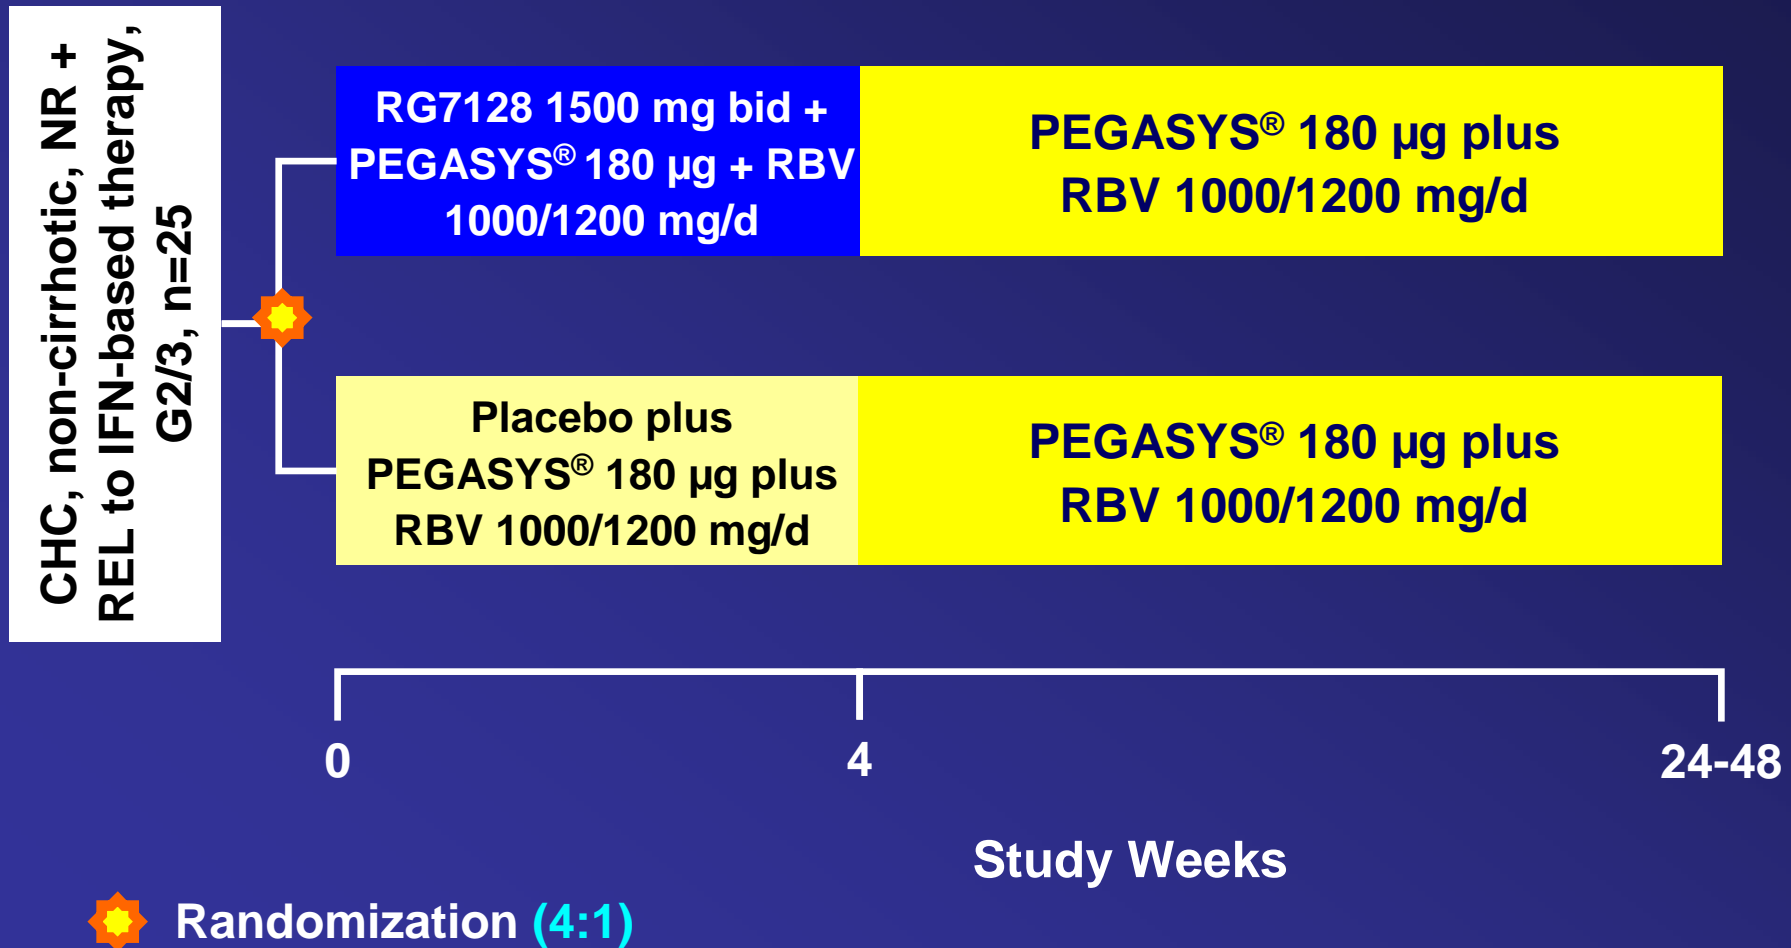 CHC, non-cirrhotic, NR +
REL to IFN-based therapy,
G2/3, n=25
RG7128 1500 mg bid +
PEGASYS® 180 µg + RBV
1000/1200 mg/d
PEGASYS® 180 µg plus
RBV 1000/1200 mg/d
Placebo plus
PEGASYS® 180 µg plus
RBV 1000/1200 mg/d
PEGASYS® 180 µg plus
RBV 1000/1200 mg/d
0
4
24-48
Study Weeks
Randomization (4:1)